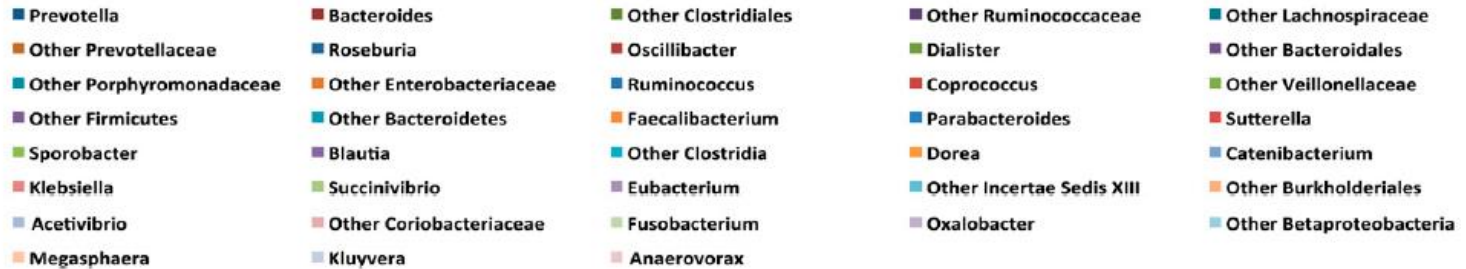 Prevotella Bacteroides Other Clostridiales Other Ruminococcaceae Other Lachnospiraceae
Other Prevotellaceae Roseburia Oscillibacter Dialister Other Bacteroidales
Other Porphyromonadaceae Other Enterobacteriaceae Ruminococcus Coprococcus Other Veillonellaceae
Other Firmicutes Other Bacteroidetes Faecalibacterium Parabacteroides Sutterella
Sporobacter Blautia Other Clostridia Dorea Catenibacterium
Klebsiella Succinivibrio Eubacterium Other Incertae Sedis XIII Other Burkholderiales
Acetivibrio Other Coriobacteriaceae Fusobacterium Oxalobacter Other Betaproteobacteria
Megasphaera Kluyvera Anaerovorax